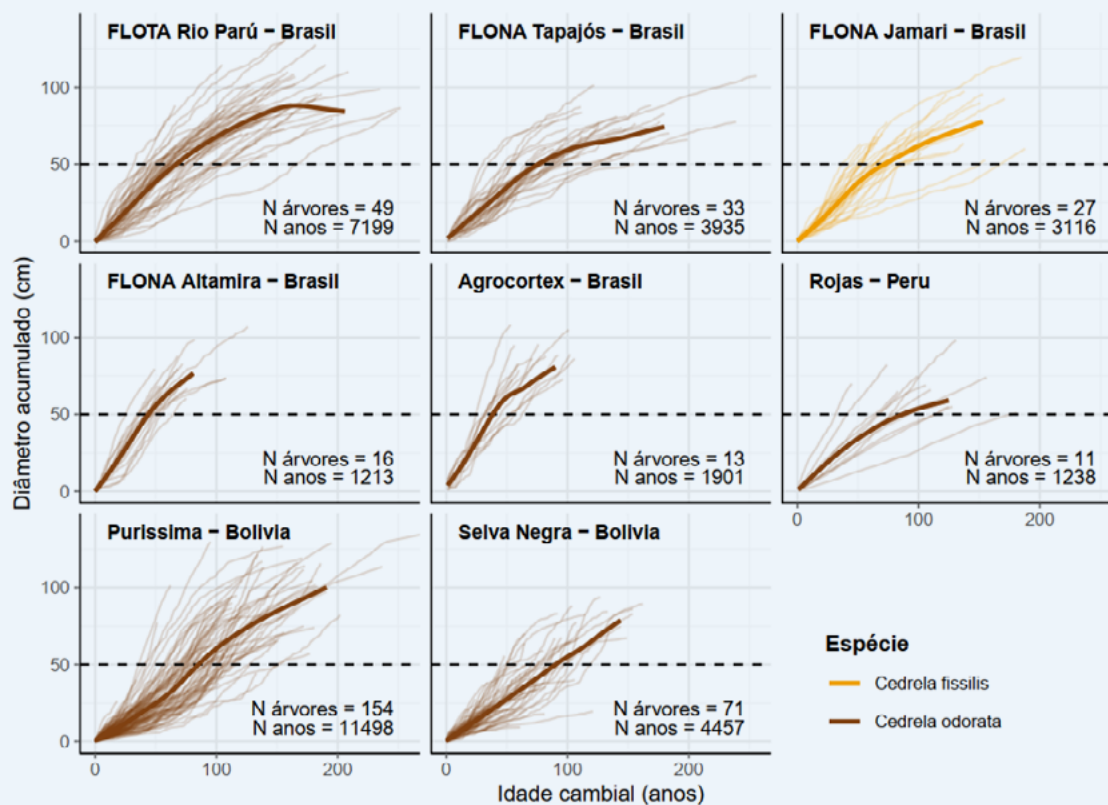 FLOTA Rio Parú – Brasil
FLONA Tapajós – Brasil
FLONA Jamari – Brasil
100
50
0
N árvores = 49
N anos = 7199
N árvores = 33
N anos = 3935
N árvores = 27
N anos = 3116
FLONA Altamira – Brasil
Agrocortex – Brasil
Rojas – Peru
Diâmetro acumulado (cm)
100
50
0
N árvores = 16
N anos = 1213
N árvores = 13
N anos = 1901
N árvores = 11
N anos = 1238
0 100 200
Purissima – Bolivia
Selva Negra – Bolivia
100
50
0
N árvores = 154
N anos = 11498
N árvores = 71
N anos = 4457
Espécie
Cedrela fissilis
Cedrela odorata
0 100 200
0 100 200
Idade cambial (anos)